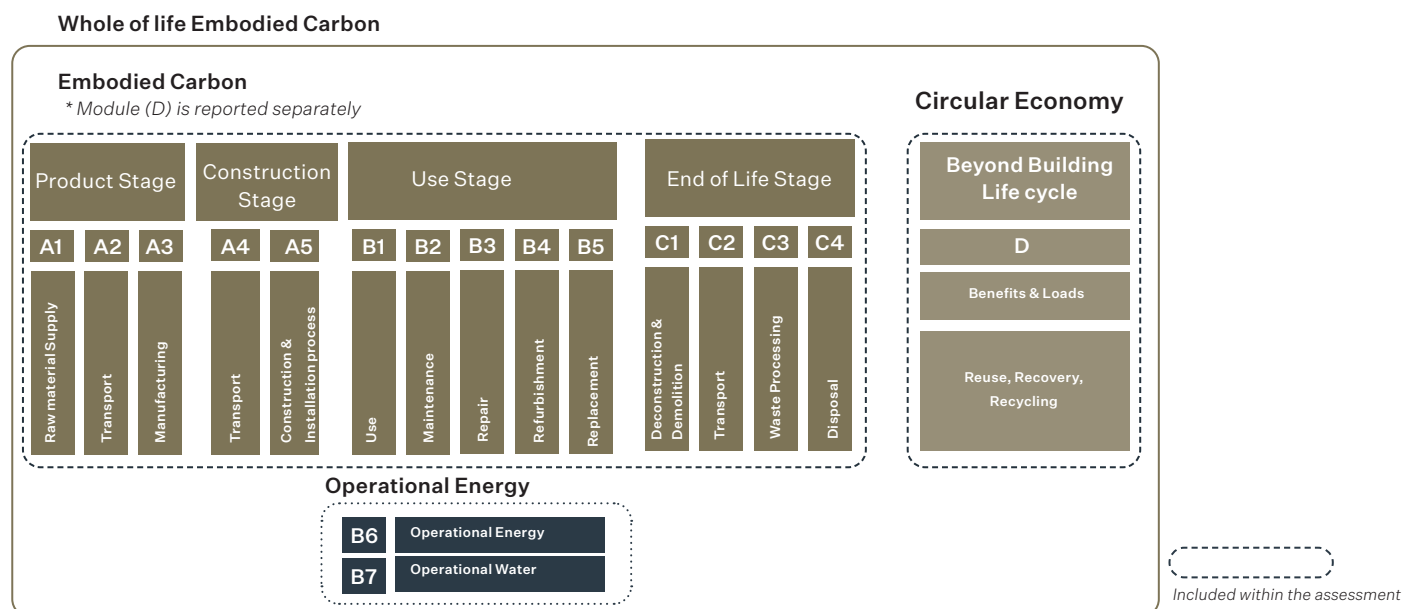 Whole of life Embodied Carbon
Embodied Carbon
* Module (D) is reported separately
Circular Economy
Product Stage
Construction
Stage
Use Stage
End of Life Stage
Beyond Building
Life cycle
A1
A2
A3
A4
A5
B1
B2
B3
B4
B5
C1
C2
C3
C4
D
Raw material Supply
Transport
Manufacturing
Transport
Construction &
Installation process
Use
Maintenance
Repair
Refurbishment
Replacement
Deconstruction &
Demolition
Transport
Waste Processing
Disposal
Benefits & Loads
Reuse, Recovery,
Recycling
Operational Energy
B6
Operational Energy
B7
Operational Water
Included within the assessment